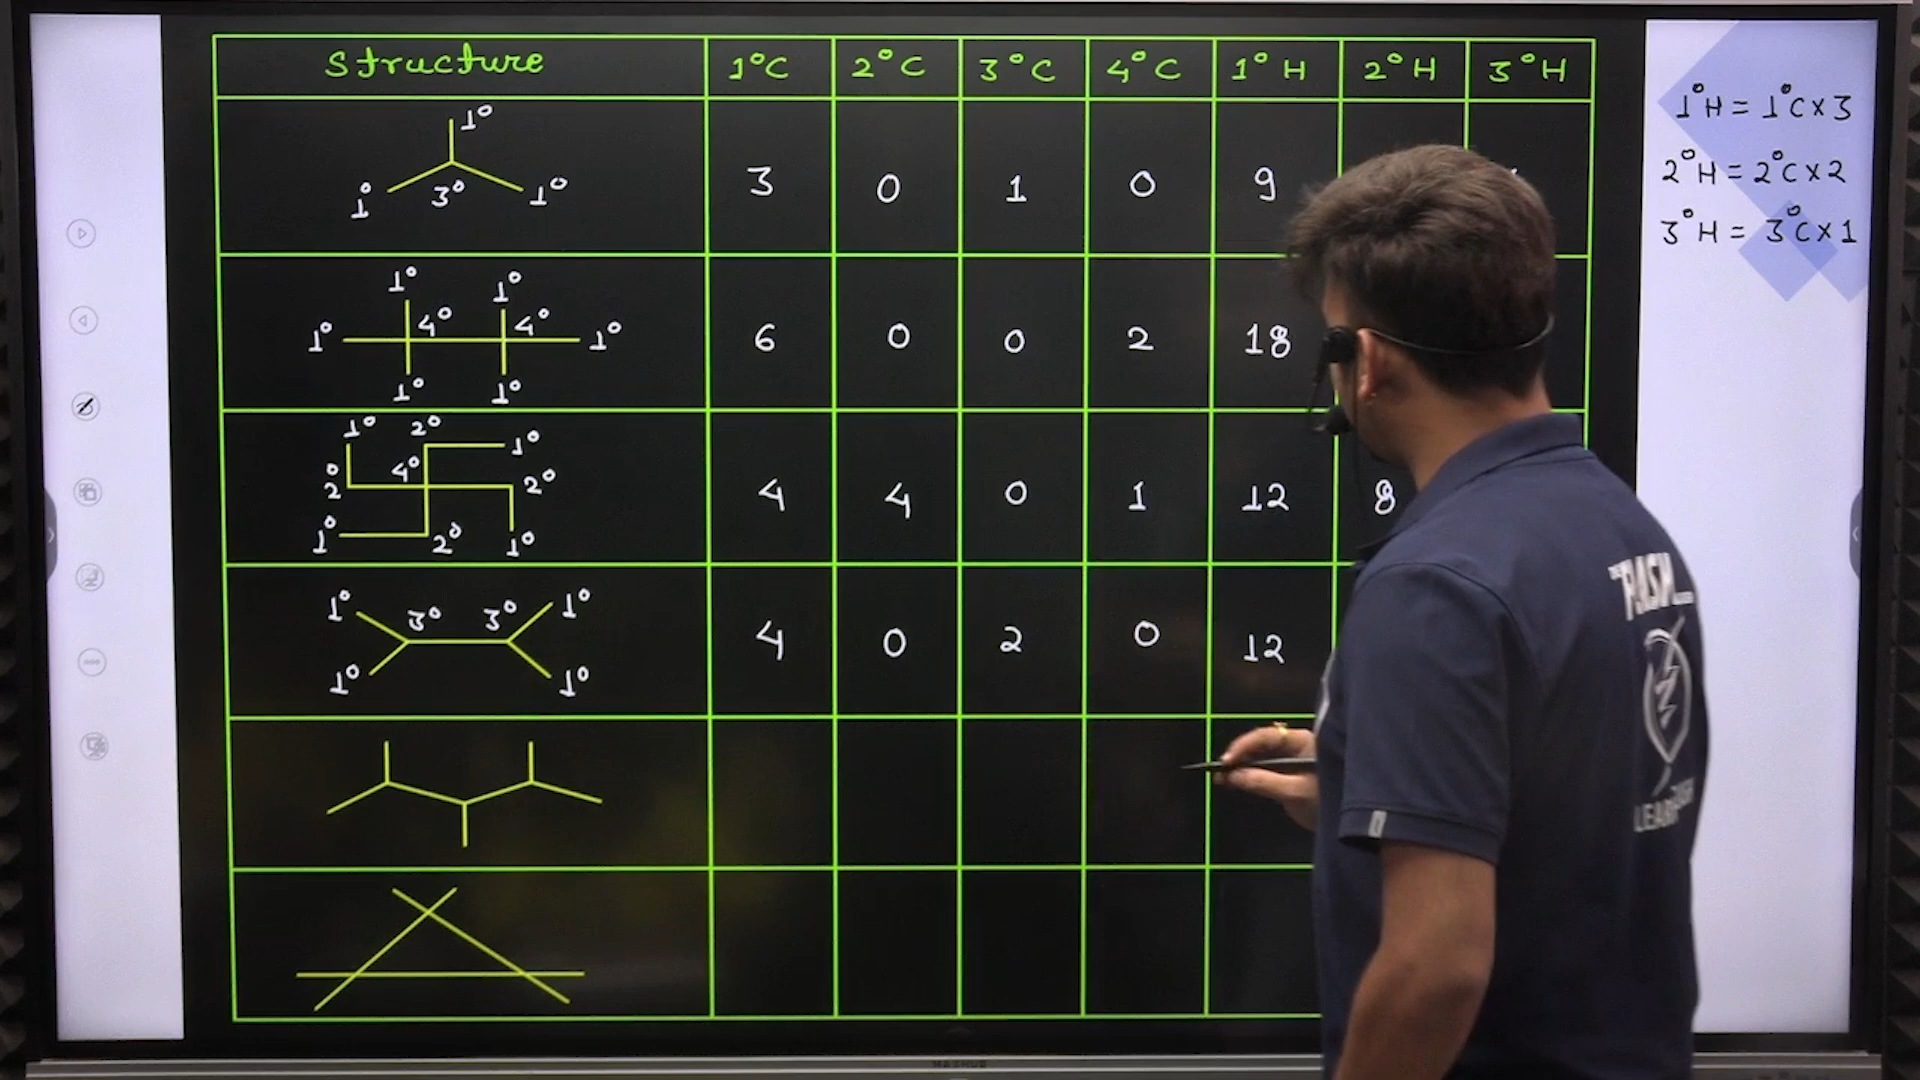 Structure 1°C 2°C 3°C 4°C 1°H 2°H 3°H
1°
1° 3° 1°
3 0 1 0 9
1° 1°
1° 4° 4° 1°
1° 1°
6 0 0 2 18
1° 2° 1°
2° 4° 2°
1° 2° 1°
4 4 0 1 12 8
1° 3° 3° 1°
1° 1°
4 0 2 0 12
1°H = 1°C x 3
2°H = 2°C x 2
3°H = 3°C x 1